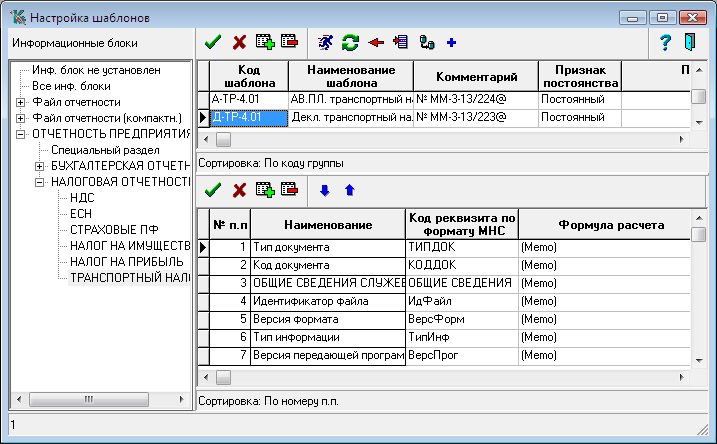 Настройка шаблонов
Информационные блоки
Инф. блок не установлен
Все инф. блоки
Файл отчетности
Файл отчетности (компактн.)
ОТЧЕТНОСТЬ ПРЕДПРИЯТИЯ
Специальный раздел
БУХГАЛТЕРСКАЯ ОТЧЕТН
НАЛОГОВАЯ ОТЧЕТНОСТЬ
НДС
ЕСН
СТРАХОВЫЕ ПФ
НАЛОГ НА ИМУЩЕСТВ
НАЛОГ НА ПРИБЫЛЬ
ТРАНСПОРТНЫЙ НАЛО
Код шаблона Наименование шаблона Комментарий Признак постоянства П
А-ТР-4.01 АВ.ПЛ. транспортный на № ММ-3-13/224@ Постоянный
Д-ТР-4.01 Декл. транспортный на. № ММ-3-13/223@ Постоянный
Сортировка: По коду группы
№ п.п Наименование Код реквизита по формату МНС Формула расчета
1 Тип документа ТИПДОК (Memo)
2 Код документа КОДДОК (Memo)
3 ОБЩИЕ СВЕДЕНИЯ СЛУЖЕБ ОБЩИЕ СВЕДЕНИЯ (Memo)
4 Идентификатор файла ИдФайл (Memo)
5 Версия формата ВерсФорм (Memo)
6 Тип информации ТипИнф (Memo)
7 Версия передающей програм ВерсПрог (Memo)
Сортировка: По номеру п.п.
1